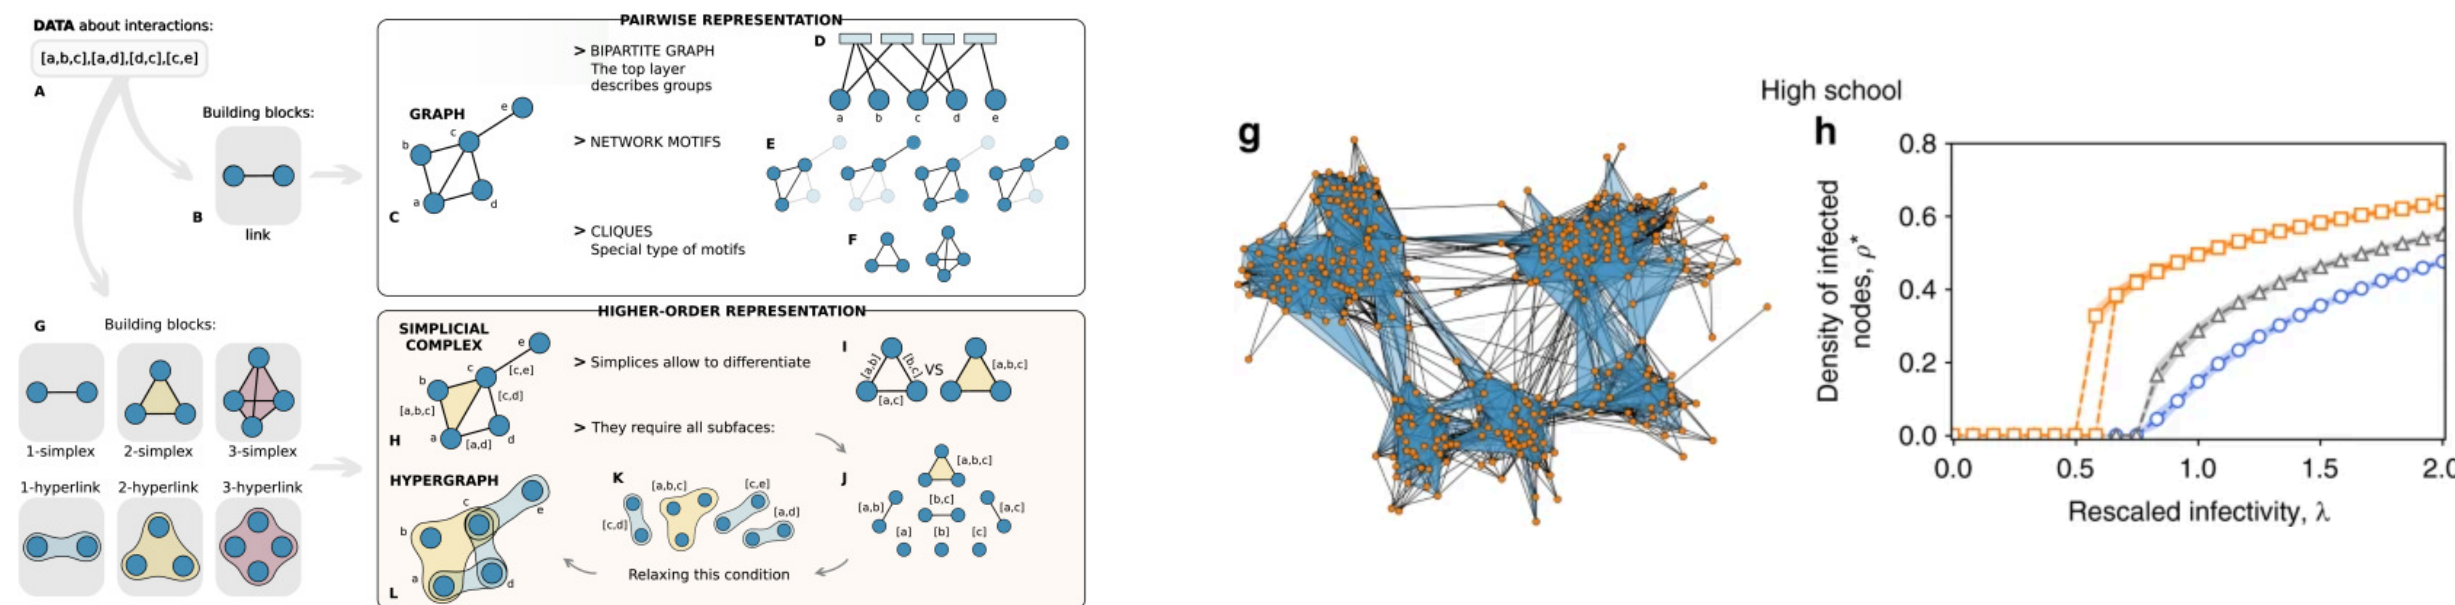 DATA about interactions:
[a,b,c],[a,d],[d,c],[c,e]
A
Building blocks:
B
link
PAIRWISE REPRESENTATION
GRAPH
e
c
b
a
d
C
> BIPARTITE GRAPH
The top layer
describes groups
D
a b c d e
> NETWORK MOTIFS
E
> CLIQUES
Special type of motifs
F
G
Building blocks:
1-simplex 2-simplex 3-simplex
1-hyperlink 2-hyperlink 3-hyperlink
HIGHER-ORDER REPRESENTATION
SIMPLICIAL
COMPLEX
e
c
[c,e]
b
[c,d]
[a,b,c]
a
[a,d]
d
H
> Simplices allow to differentiate
I
[a,b]
[b,c]
[a,c]
VS
[a,b,c]
> They require all subfaces:
J
[a,b,c]
[a,b]
[b,c]
[a,c]
[a] [b] [c]
HYPERGRAPH
c
e
b
a
d
L
K
[a,b,c]
[c,e]
[c,d]
[a,d]
Relaxing this condition
High school
g
h
Density of infected
nodes, ρ*
0.8
0.6
0.4
0.2
0.0
0.0 0.5 1.0 1.5 2.0
Rescaled infectivity, λ